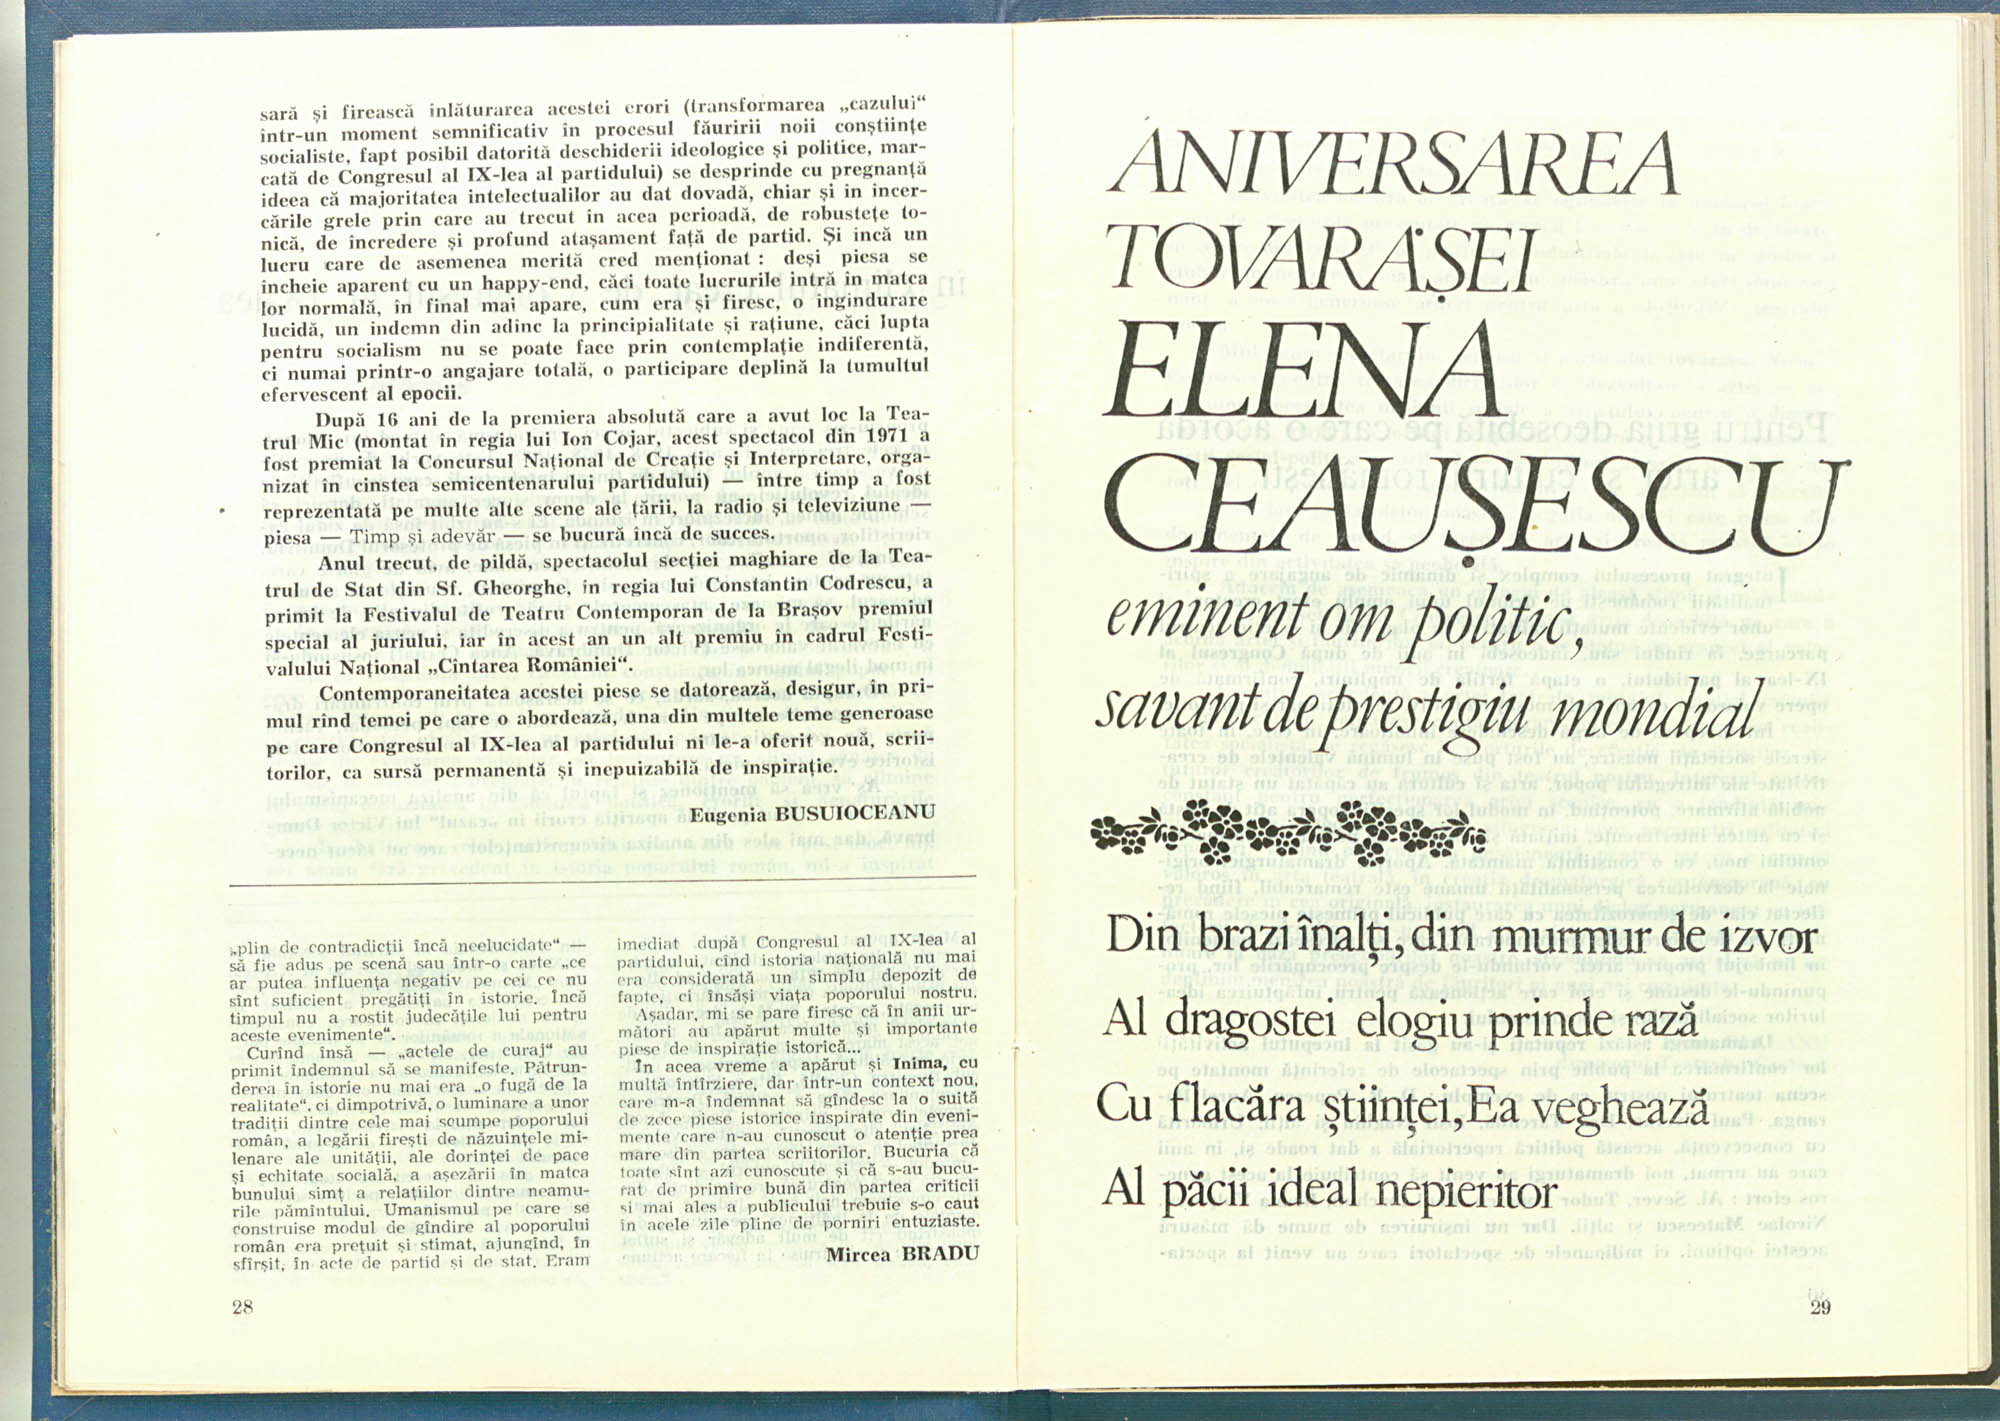 sară și firească înlăturarea acestei erori (transformarea „cazului“
într-un moment semnificativ în procesul făuririi noii conștiințe
socialiste, fapt posibil datorită deschiderii ideologice și politice, mar-
cată de Congresul al IX-lea al partidului) se desprinde cu pregnanță
ideea că majoritatea intelectualilor au dat dovadă, chiar și în încer-
cările grele prin care au trecut în acea perioadă, de robustețe to-
nică, de încredere și profund atașament față de partid. Și încă un
lucru care de asemenea merită cred menționat : deși piesa se
încheie aparent cu un happy-end, căci toate lucrurile intră în matca
lor normală, în final mai apare, cum era și firesc, o îngîndurare
lucidă, un îndemn din adînc la principialitate și rațiune, căci lupta
pentru socialism nu se poate face prin contemplație indiferentă,
ci numai printr-o angajare totală, o participare deplină la tumultul
efervescent al epocii.
După 16 ani de la premiera absolută care a avut loc la Tea-
trul Mic (montat în regia lui Ion Cojar, acest spectacol din 1971 a
fost premiat la Concursul Național de Creație și Interpretare, orga-
nizat în cinstea semicentenarului partidului) — între timp a fost
reprezentată pe multe alte scene ale țării, la radio și televiziune —
piesa — Timp și adevăr — se bucură încă de succes.
Anul trecut, de pildă, spectacolul secției maghiare de la Tea-
trul de Stat din Sf. Gheorghe, în regia lui Constantin Codrescu, a
primit la Festivalul de Teatru Contemporan de la Brașov premiul
special al juriului, iar în acest an un alt premiu în cadrul Festi-
valului Național „Cîntarea României“.
Contemporaneitatea acestei piese se datorează, desigur, în pri-
mul rînd temei pe care o abordează, una din multele teme generoase
pe care Congresul al IX-lea al partidului ni le-a oferit nouă, scrii-
torilor, ca sursă permanentă și inepuizabilă de inspirație.
Eugenia BUSUIOCEANU
„plin de contradicții încă neelucidate“ —
să fie adus pe scenă sau într-o carte „ce
ar putea influența negativ pe cei ce nu
sînt suficient pregătiți în istorie. Încă
timpul nu a rostit judecățile lui pentru
aceste evenimente“.
Curînd însă — „actele de curaj“ au
primit îndemnul să se manifeste. Pătrun-
derea în istorie nu mai era „o fugă de la
realitate“, ci dimpotrivă, o luminare a unor
tradiții dintre cele mai scumpe poporului
român, a legării firești de năzuințele mi-
lenare ale unității, ale dorinței de pace
și echitate socială, a așezării în matca
bunului simț a relațiilor dintre neamu-
rile pămîntului. Umanismul pe care se
construise modul de gîndire al poporului
român era prețuit și stimat, ajungînd, în
sfîrșit, în acte de partid și de stat. Eram
imediat după Congresul al IX-lea al
partidului, cînd istoria națională nu mai
era considerată un simplu depozit de
fapte, ci însăși viața poporului nostru.
Așadar, mi se pare firesc că în anii ur-
mători au apărut multe și importante
piese de inspirație istorică...
În acea vreme a apărut și Inima, cu
multă întîrziere, dar într-un context nou,
care m-a îndemnat să gîndesc la o suită
de zece piese istorice inspirate din eveni-
mente care n-au cunoscut o atenție prea
mare din partea scriitorilor. Bucuria că
toate sînt azi cunoscute și că s-au bucu-
rat de primire bună din partea criticii
și mai ales a publicului trebuie s-o caut
în acele zile pline de porniri entuziaste.
Mircea BRADU
28
ANIVERSAREA
TOVARĂȘEI
ELENA
CEAUȘESCU
eminent om politic,
savant de prestigiu mondial
Din brazi înalți, din murmur de izvor
Al dragostei elogiu prinde rază
Cu flacăra științei, Ea veghează
Al păcii ideal nepieritor
29